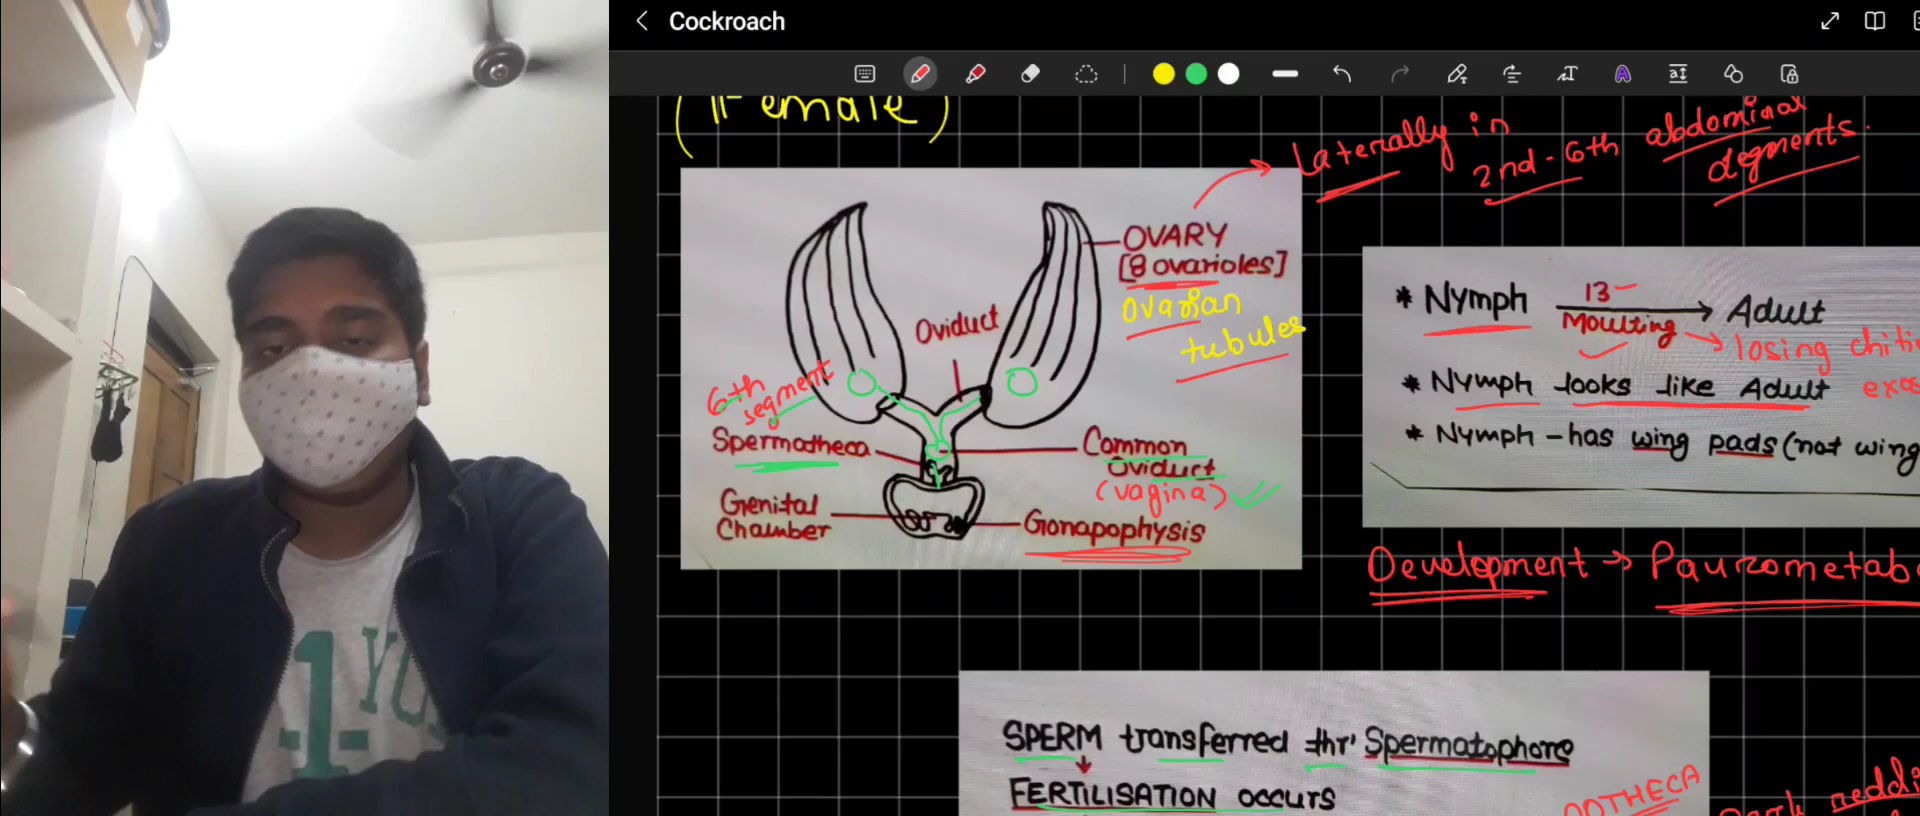 Cockroach
(Female)
Laterally in
2nd - 6th abdominal
degments.
OVARY
[8 ovarioles]
Ovarian
tubules
Oviduct
6th
segment
Spermatheca
Common
Oviduct
(vagina)
Genital
Chamber
Gonapophysis
* Nymph 13 Adult
Moulting losing
* Nymph looks like Adult
* Nymph - has wing pads (not wing
Development → Paurometab
SPERM transferred thr' Spermatophore
FERTILISATION occurs
OOTHECA
1